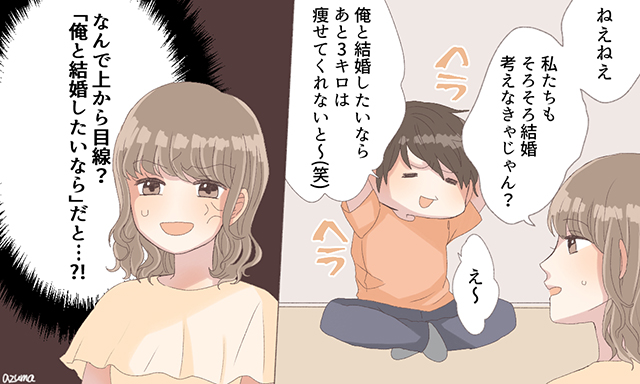 ねえねえ
私たちも
そろそろ結婚
考えなきゃじゃん?
え〜
ヘラ
ヘラ
俺と結婚したいなら
あと3キロは
痩せてくれないと〜(笑)
なんで上から目線?
「俺と結婚したいなら」だと…?!
azuma